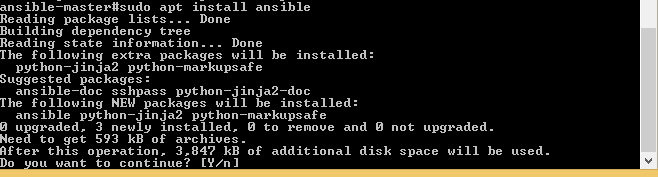 ansible-master#sudo apt install ansible
Reading package lists... Done
Building dependency tree
Reading state information... Done
The following extra packages will be installed:
  python-jinja2 python-markupsafe
Suggested packages:
  ansible-doc sshpass python-jinja2-doc
The following NEW packages will be installed:
  ansible python-jinja2 python-markupsafe
0 upgraded, 3 newly installed, 0 to remove and 0 not upgraded.
Need to get 593 kB of archives.
After this operation, 3,847 kB of additional disk space will be used.
Do you want to continue? [Y/n]